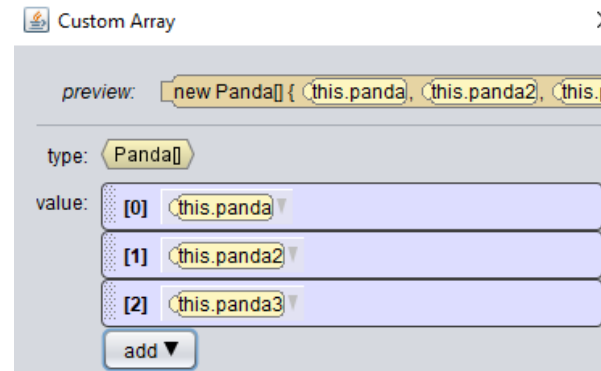 Custom Array
preview: new Panda[] { this.panda, this.panda2, this.
type: Panda[]
value: [0] this.panda
[1] this.panda2
[2] this.panda3
add